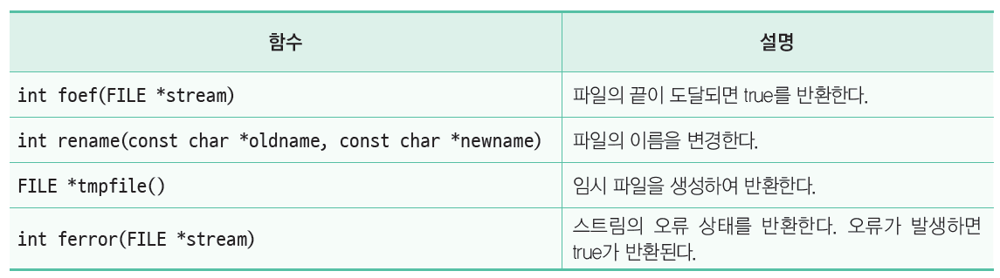 함수
설명
int foef(FILE *stream)
파일의 끝이 도달되면 true를 반환한다.
int rename(const char *oldname, const char *newname)
파일의 이름을 변경한다.
FILE *tmpfile()
임시 파일을 생성하여 반환한다.
int ferror(FILE *stream)
스트림의 오류 상태를 반환한다. 오류가 발생하면
true가 반환된다.